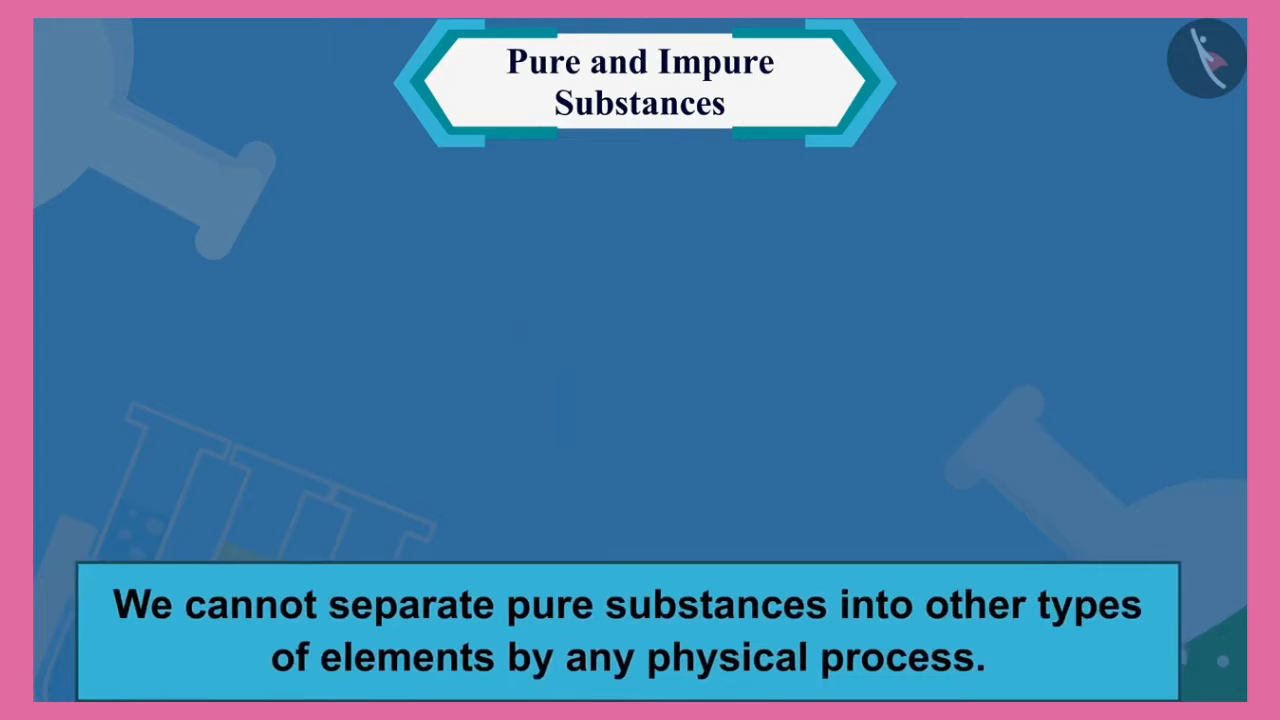 Pure and Impure
Substances
We cannot separate pure substances into other types
of elements by any physical process.